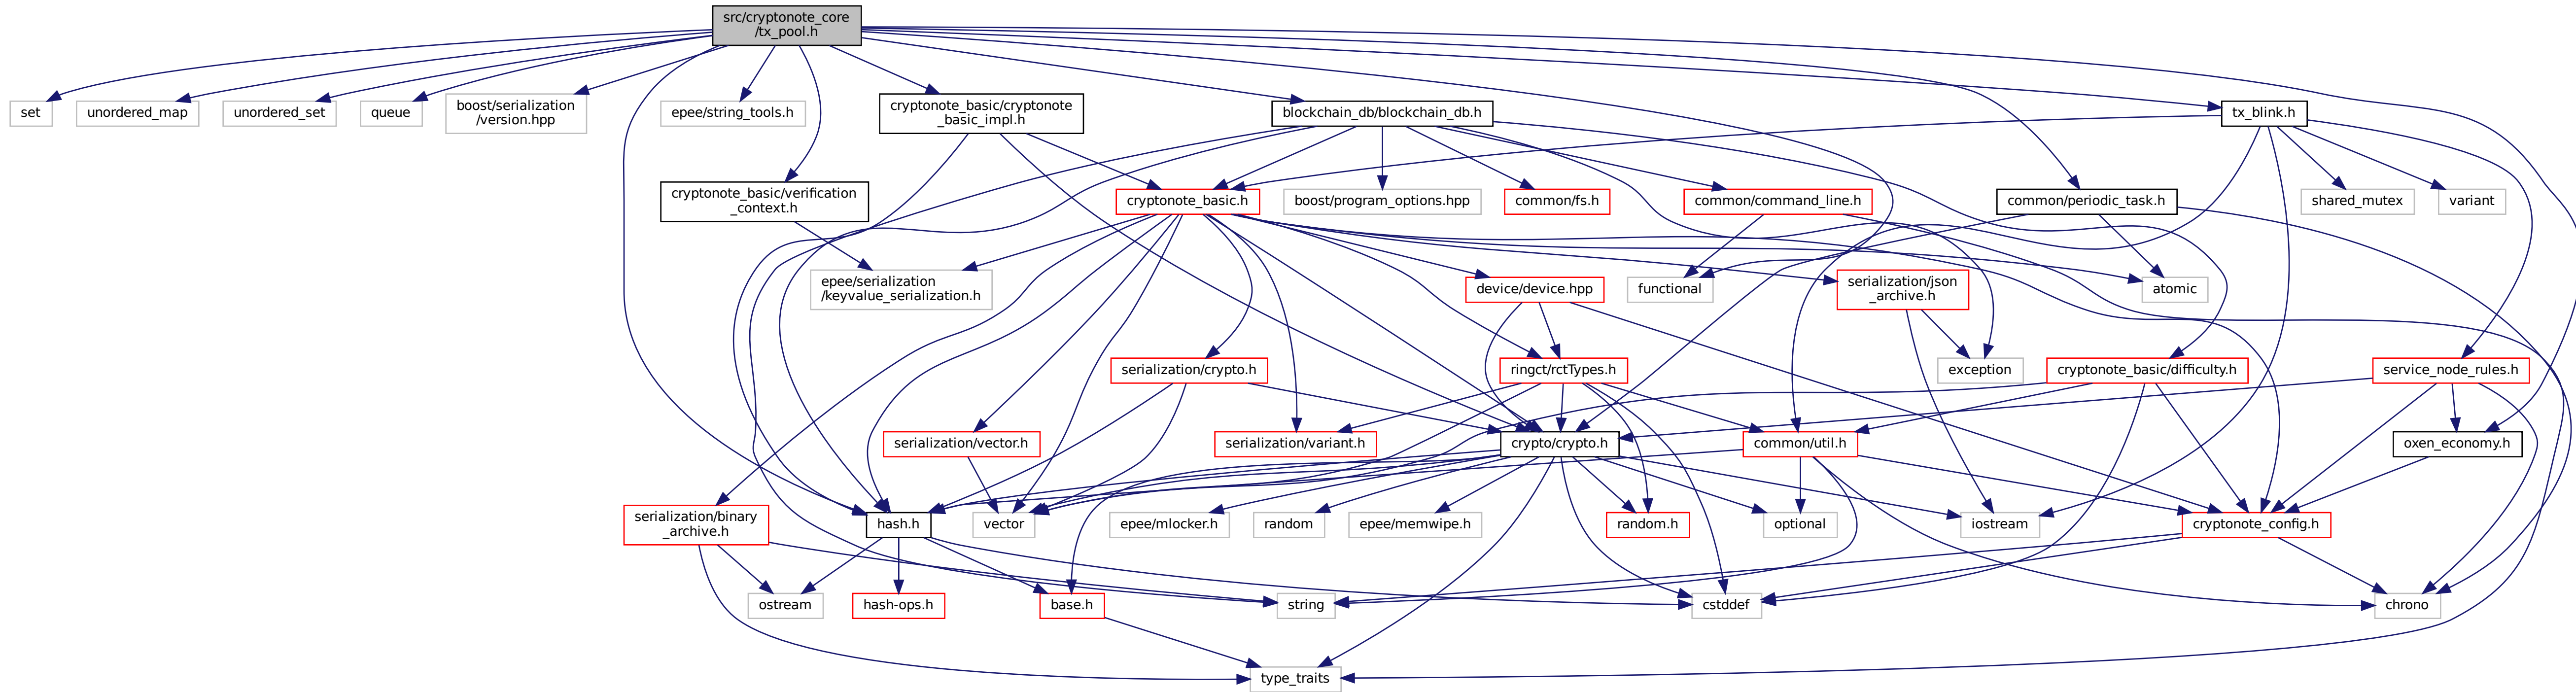 src/cryptonote_core
/tx_pool.h
set
unordered_map
unordered_set
queue
boost/serialization
/version.hpp
epee/string_tools.h
cryptonote_basic/cryptonote
_basic_impl.h
blockchain_db/blockchain_db.h
tx_blink.h
cryptonote_basic/verification
_context.h
cryptonote_basic.h
boost/program_options.hpp
common/fs.h
common/command_line.h
common/periodic_task.h
shared_mutex
variant
epee/serialization
/keyvalue_serialization.h
device/device.hpp
functional
serialization/json
_archive.h
atomic
serialization/crypto.h
ringct/rctTypes.h
exception
cryptonote_basic/difficulty.h
service_node_rules.h
serialization/vector.h
serialization/variant.h
crypto/crypto.h
common/util.h
oxen_economy.h
serialization/binary
_archive.h
hash.h
vector
epee/mlocker.h
random
epee/memwipe.h
random.h
optional
iostream
cryptonote_config.h
ostream
hash-ops.h
base.h
string
cstddef
chrono
type_traits